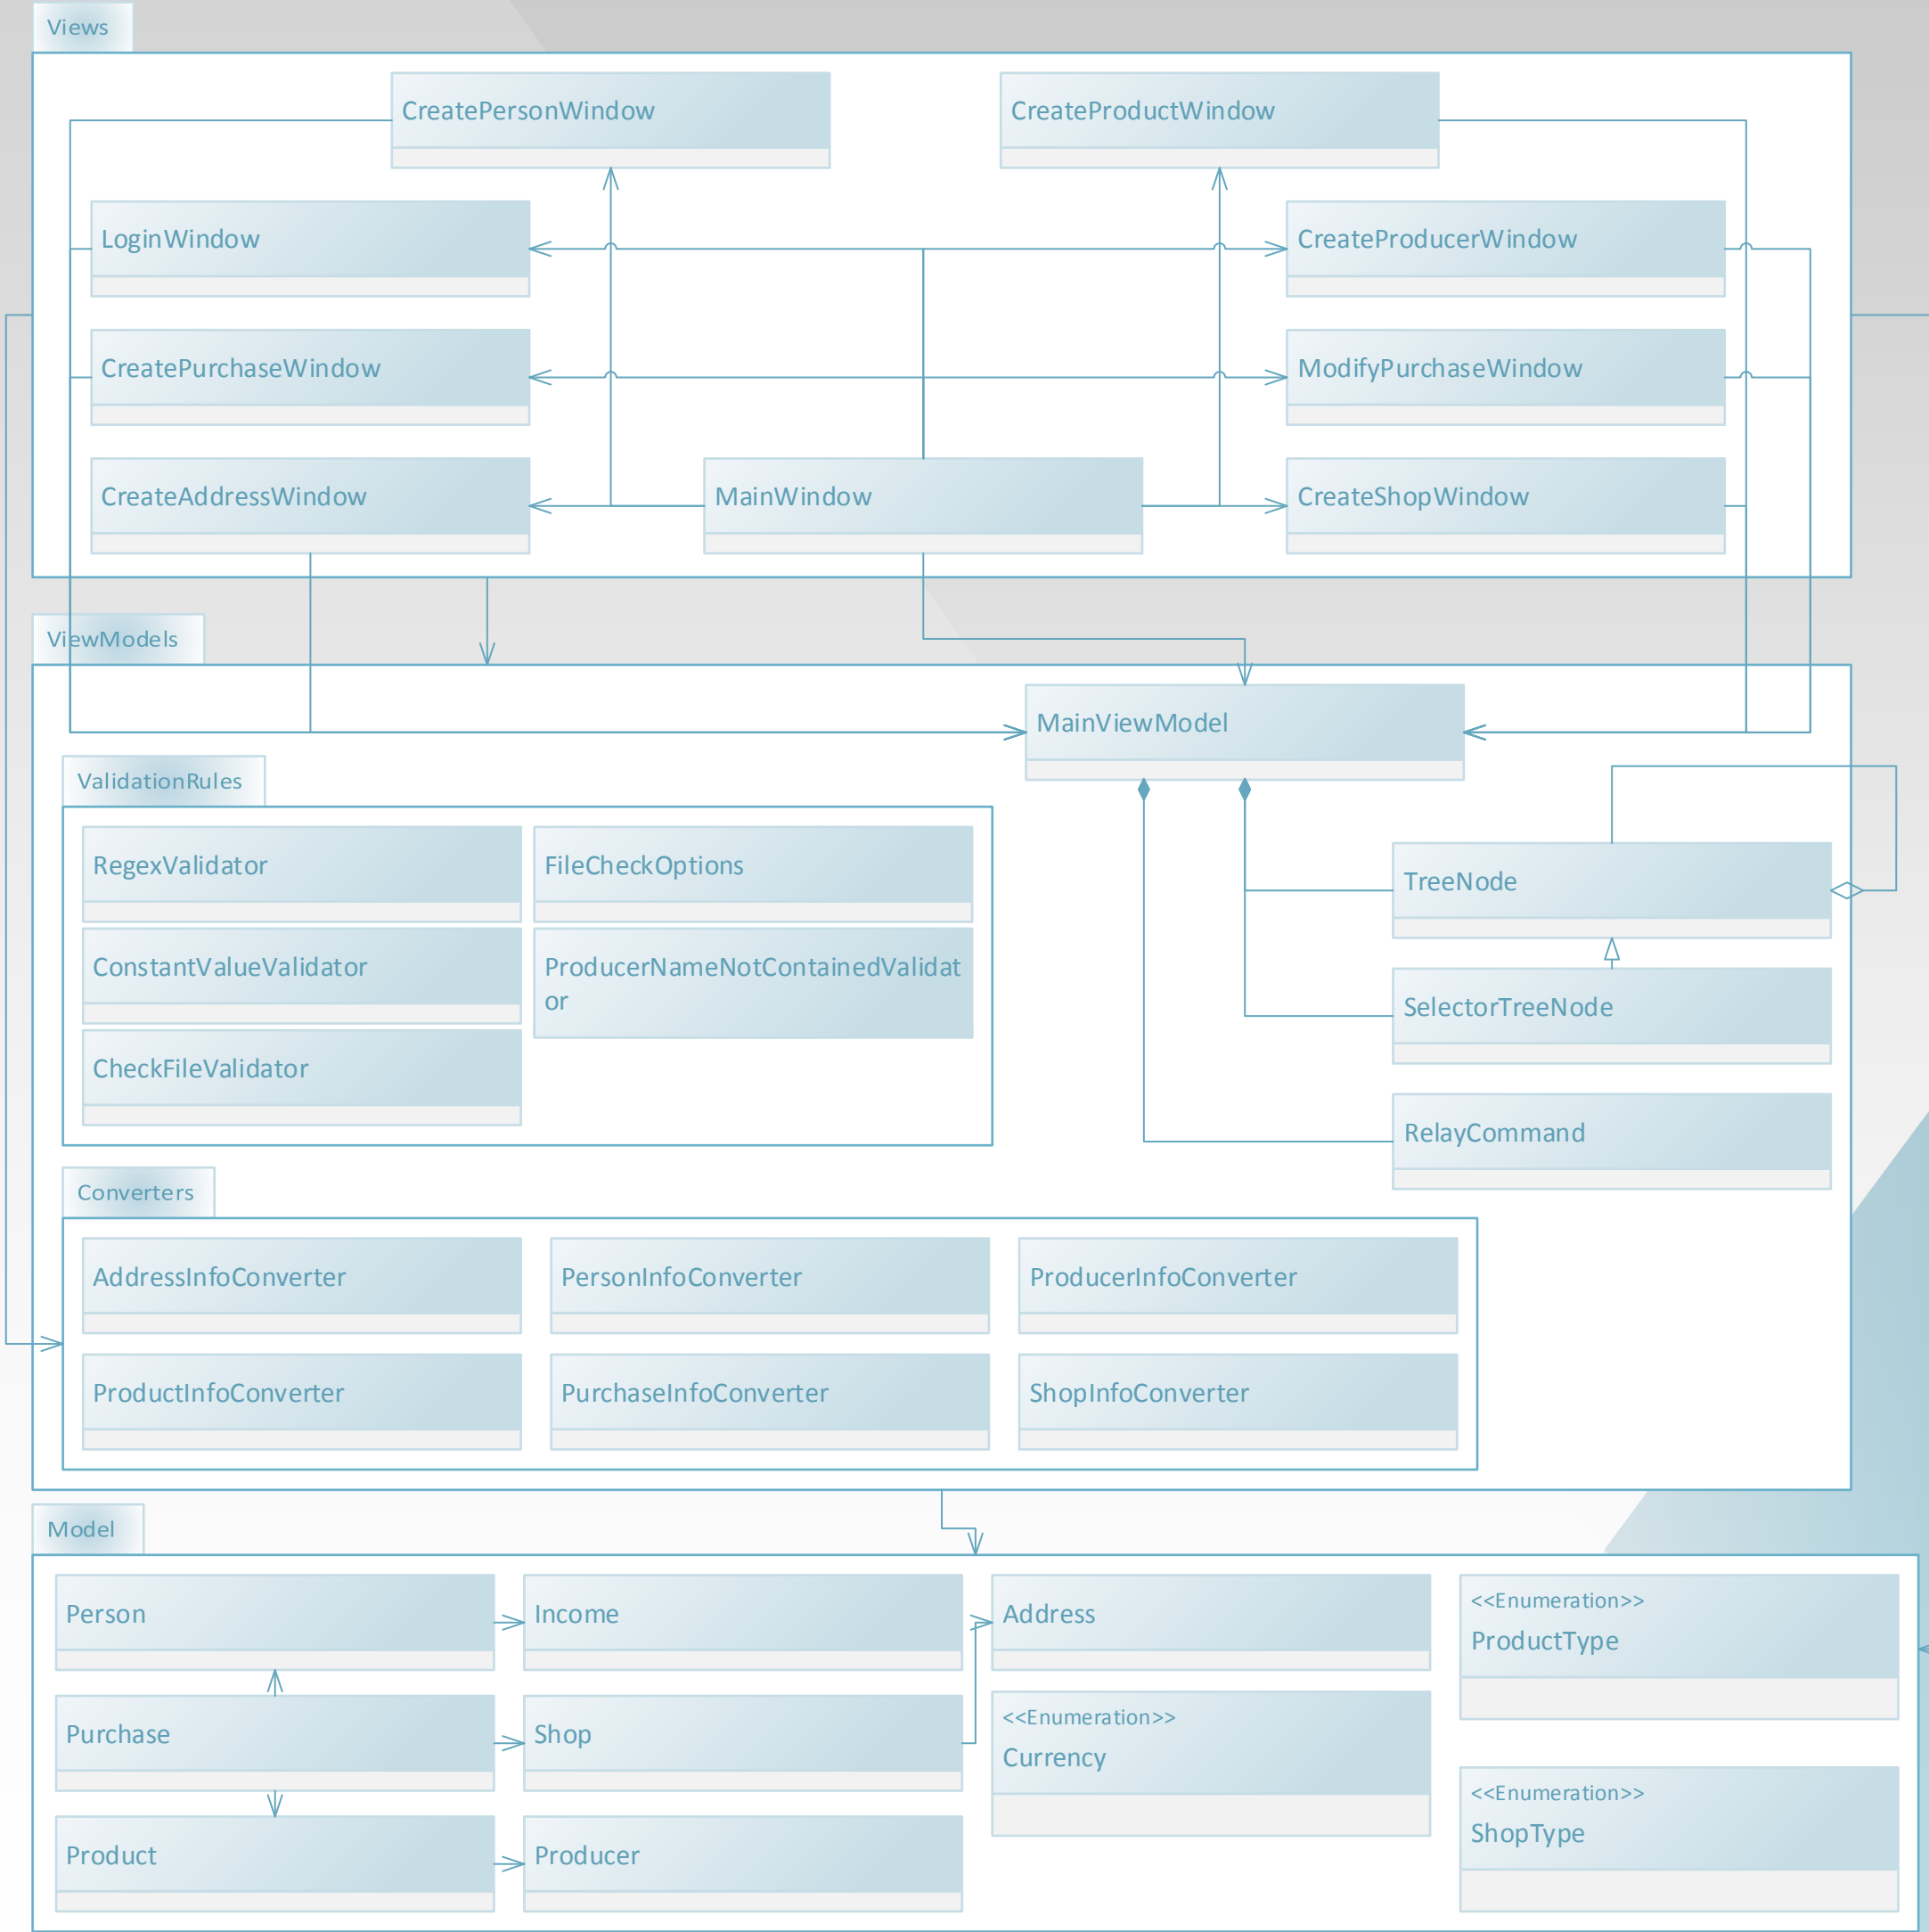 Views
CreatePersonWindow
CreateProductWindow
LoginWindow
CreateProducerWindow
CreatePurchaseWindow
ModifyPurchaseWindow
CreateAddressWindow
MainWindow
CreateShopWindow
ViewModels
MainViewModel
ValidationRules
RegexValidator
FileCheckOptions
TreeNode
ConstantValueValidator
ProducerNameNotContainedValidat
or
SelectorTreeNode
CheckFileValidator
RelayCommand
Converters
AddressInfoConverter
PersonInfoConverter
ProducerInfoConverter
ProductInfoConverter
PurchaseInfoConverter
ShopInfoConverter
Model
Person
Income
Address
<<Enumeration>>
ProductType
Purchase
Shop
<<Enumeration>>
Currency
<<Enumeration>>
ShopType
Product
Producer